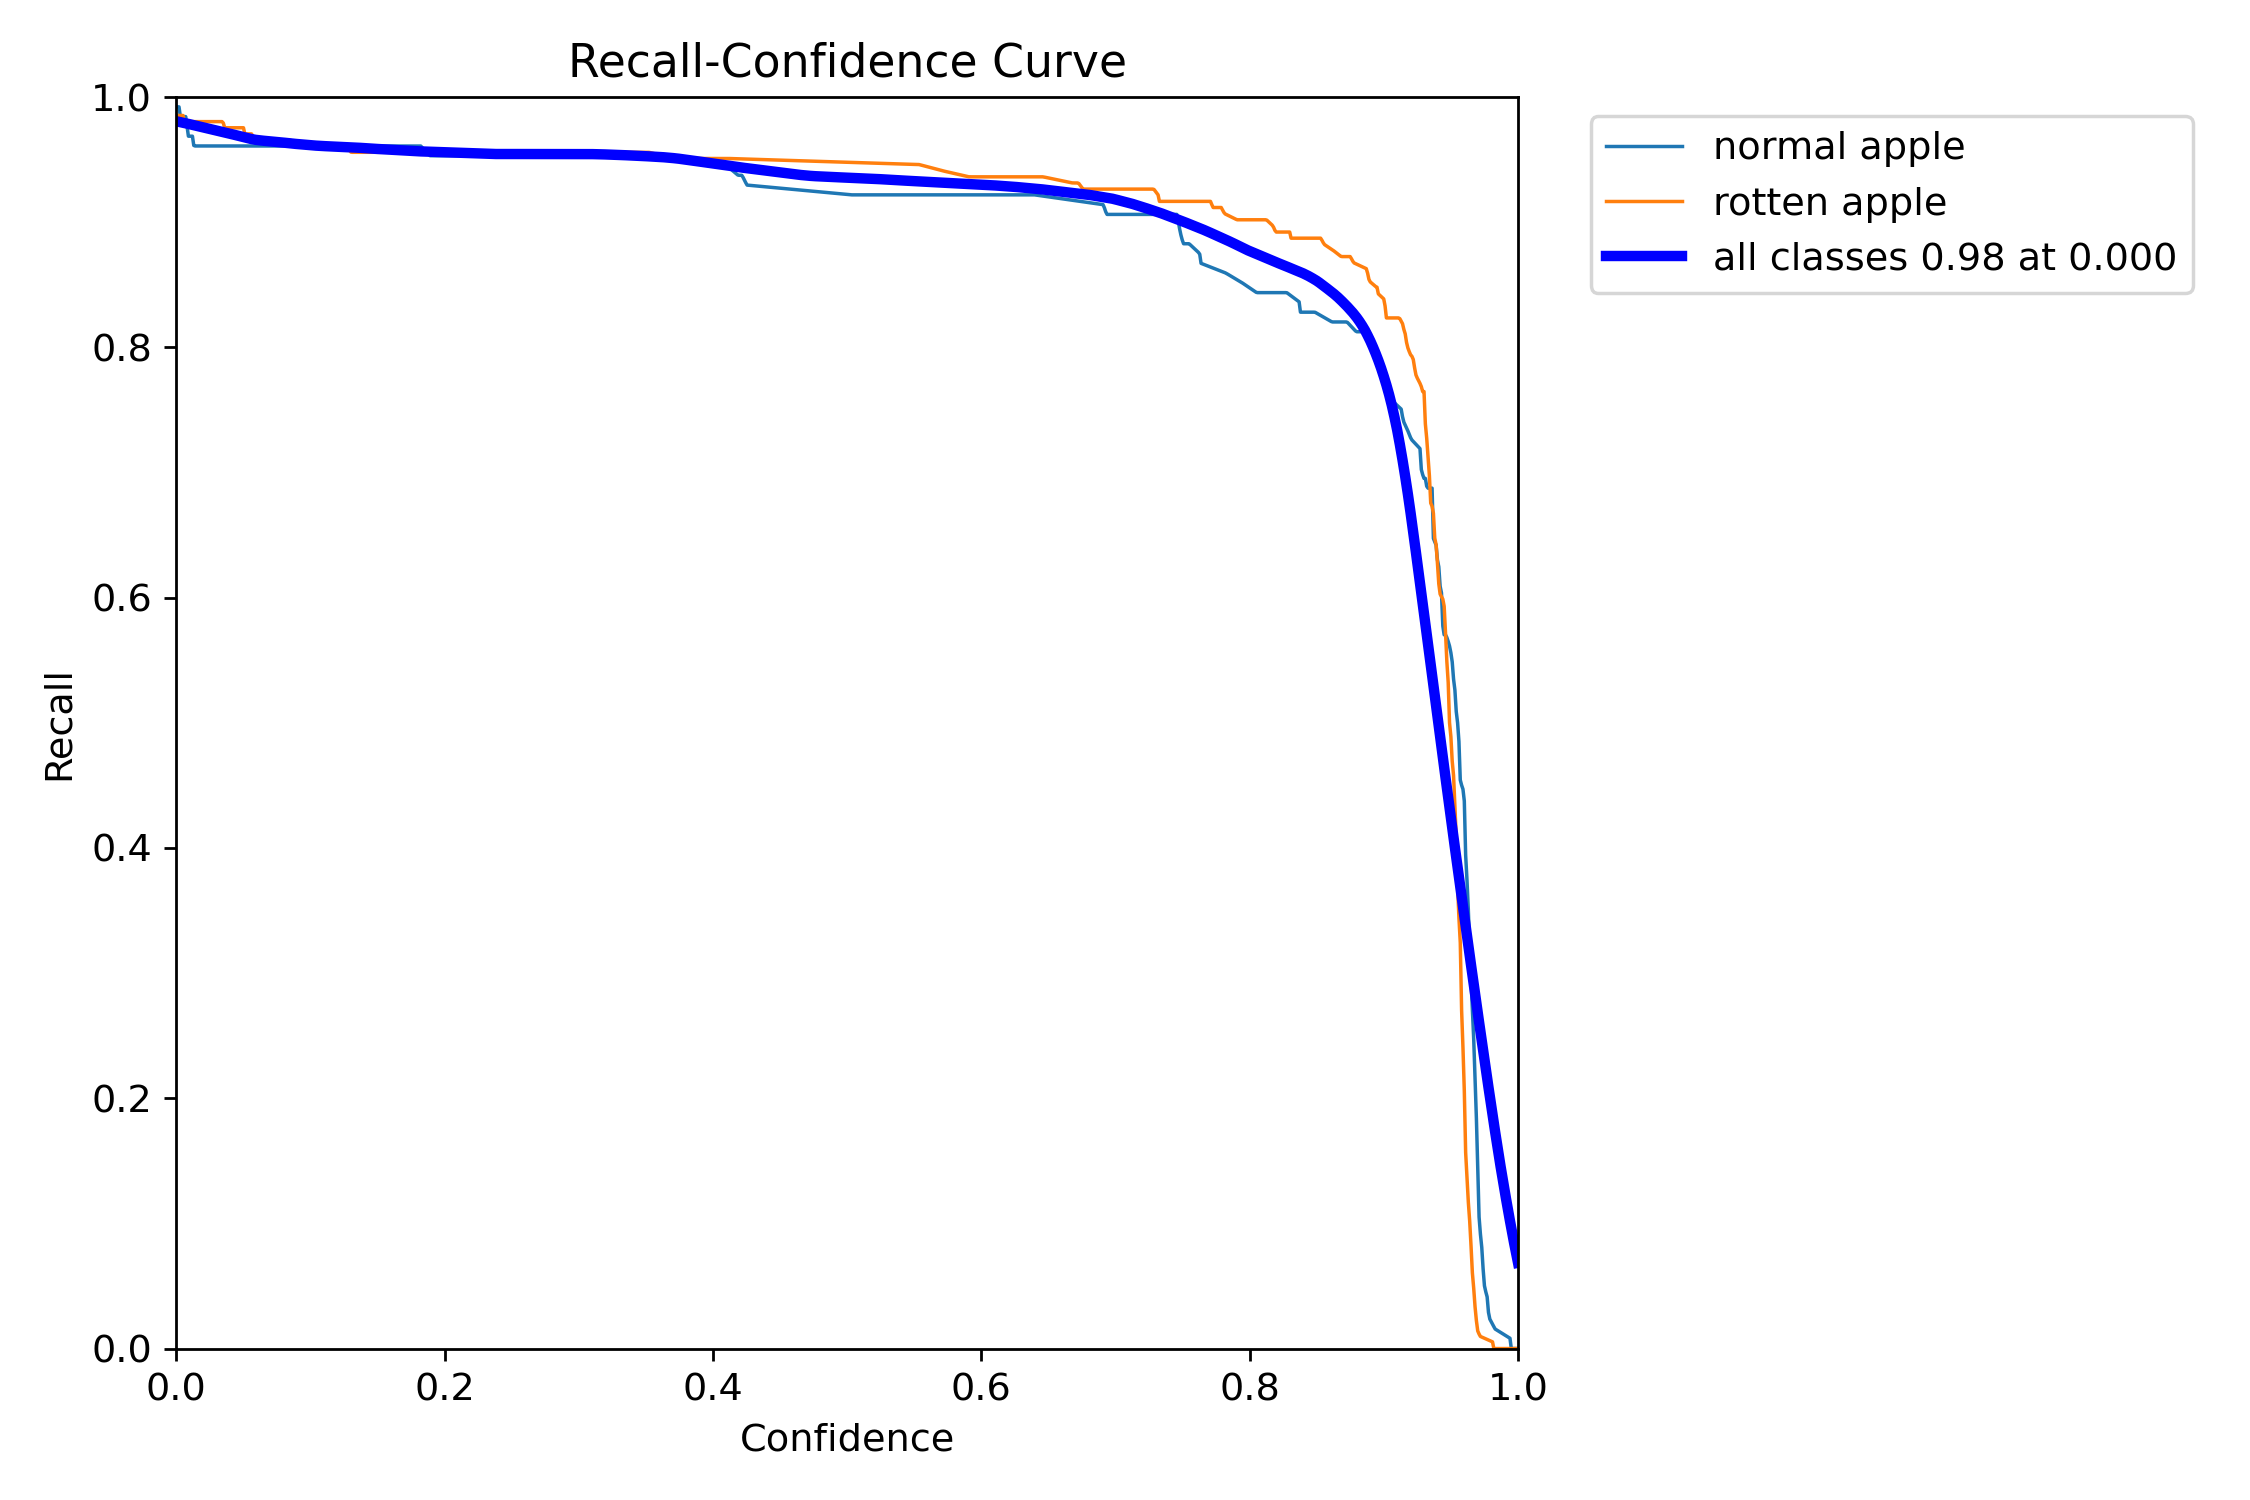 Recall-Confidence Curve
1.0
0.8
0.6
0.4
0.2
0.0
Recall
0.0 0.2 0.4 0.6 0.8 1.0
Confidence
normal apple
rotten apple
all classes 0.98 at 0.000